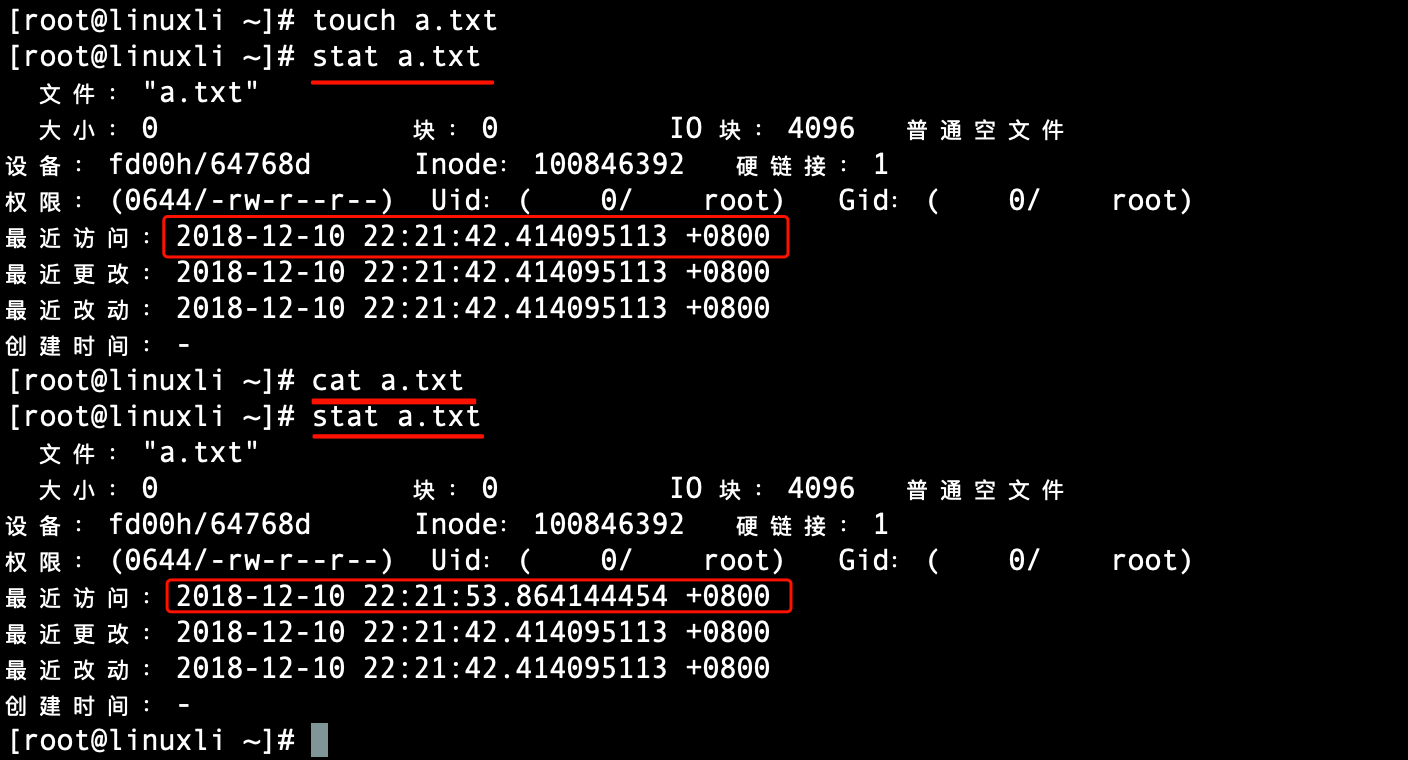 [root@linuxli ~]# touch a.txt
[root@linuxli ~]# stat a.txt
文件："a.txt"
大小：0 块：0 IO 块：4096 普通空文件
设备：fd00h/64768d Inode：100846392 硬链接：1
权限：(0644/-rw-r--r--) Uid：( 0/ root) Gid：( 0/ root)
最近访问：2018-12-10 22:21:42.414095113 +0800
最近更改：2018-12-10 22:21:42.414095113 +0800
最近改动：2018-12-10 22:21:42.414095113 +0800
创建时间：-
[root@linuxli ~]# cat a.txt
[root@linuxli ~]# stat a.txt
文件："a.txt"
大小：0 块：0 IO 块：4096 普通空文件
设备：fd00h/64768d Inode：100846392 硬链接：1
权限：(0644/-rw-r--r--) Uid：( 0/ root) Gid：( 0/ root)
最近访问：2018-12-10 22:21:53.864144454 +0800
最近更改：2018-12-10 22:21:42.414095113 +0800
最近改动：2018-12-10 22:21:42.414095113 +0800
创建时间：-
[root@linuxli ~]#